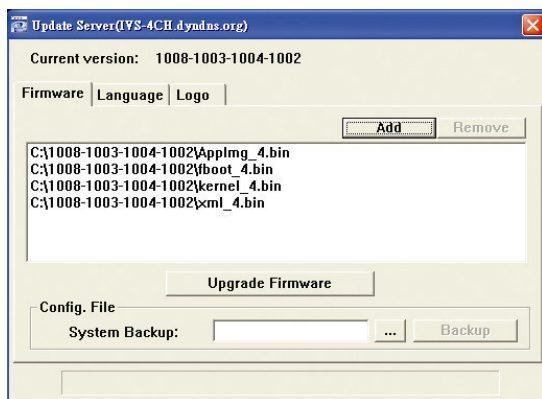 Update Server(IVS-4CH.dyndns.org)
Current version: 1008-1003-1004-1002
Firmware Language Logo
Add Remove
C:\1008-1003-1004-1002\AppImg_4.bin
C:\1008-1003-1004-1002\fboot_4.bin
C:\1008-1003-1004-1002\kernel_4.bin
C:\1008-1003-1004-1002\xml_4.bin
Upgrade Firmware
Config. File
System Backup: ... Backup